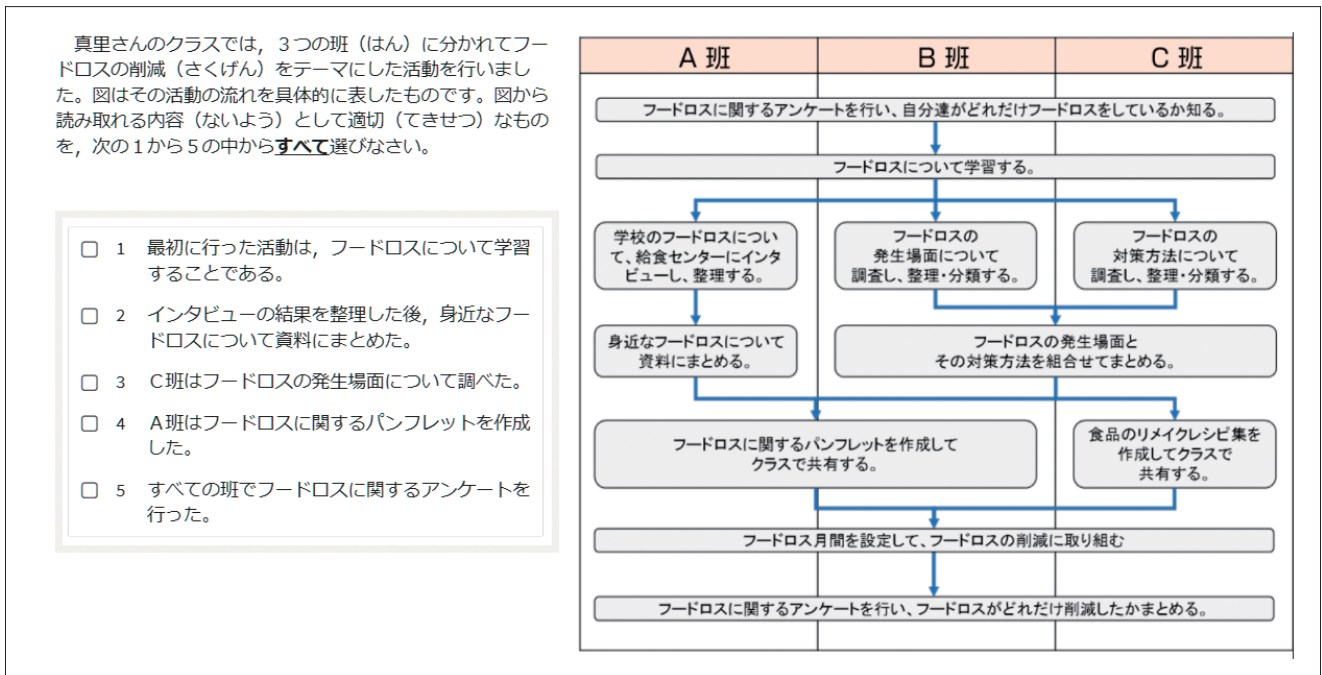 真里さんのクラスでは，３つの班（はん）に分かれてフー
ドロスの削減（さくげん）をテーマにした活動を行いまし
た。図はその活動の流れを具体的に表したものです。図から
読み取れる内容（ないよう）として適切（てきせつ）なもの
を，次の１から５の中からすべて選びなさい。
1 最初に行った活動は，フードロスについて学習
することである。
2 インタビューの結果を整理した後，身近なフー
ドロスについて資料にまとめた。
3 Ｃ班はフードロスの発生場面について調べた。
4 Ａ班はフードロスに関するパンフレットを作成
した。
5 すべての班でフードロスに関するアンケートを
行った。
A 班
B 班
C 班
フードロスに関するアンケートを行い、自分達がどれだけフードロスをしているか知る。
フードロスについて学習する。
学校のフードロスについ
て、給食センターにインタ
ビューし、整理する。
フードロスの
発生場面について
調査し、整理・分類する。
フードロスの
対策方法について
調査し、整理・分類する。
身近なフードロスについて
資料にまとめる。
フードロスの発生場面と
その対策方法を組合せてまとめる。
フードロスに関するパンフレットを作成して
クラスで共有する。
食品のリメイクレシピ集を
作成してクラスで
共有する。
フードロス月間を設定して、フードロスの削減に取り組む
フードロスに関するアンケートを行い、フードロスがどれだけ削減したかまとめる。